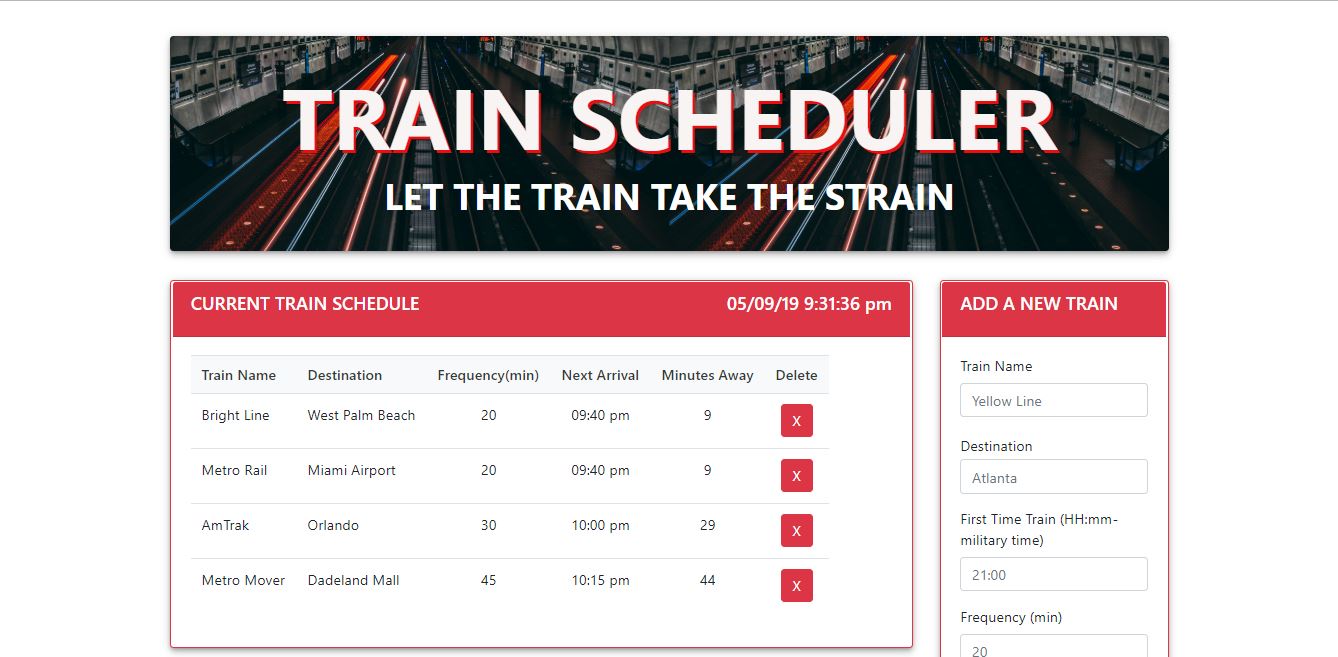 TRAIN SCHEDULER
LET THE TRAIN TAKE THE STRAIN
CURRENT TRAIN SCHEDULE 05/09/19 9:31:36 pm
Train Name Destination Frequency(min) Next Arrival Minutes Away Delete
Bright Line West Palm Beach 20 09:40 pm 9 X
Metro Rail Miami Airport 20 09:40 pm 9 X
AmTrak Orlando 30 10:00 pm 29 X
Metro Mover Dadeland Mall 45 10:15 pm 44 X
ADD A NEW TRAIN
Train Name
Yellow Line
Destination
Atlanta
First Time Train (HH:mm-
military time)
21:00
Frequency (min)
20